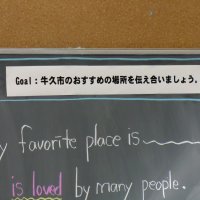 Goal：牛久市のおすすめの場所を伝え合いましょう。
y favorite place is
is loved by many people.